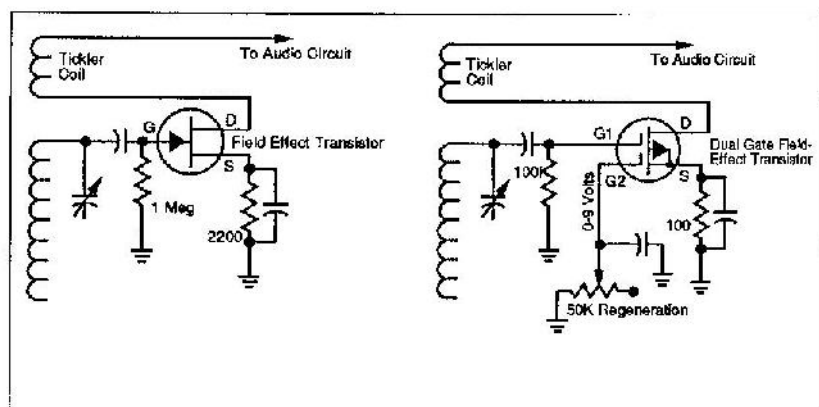 Tickler
Coil
To Audio Circuit
G
D
Field Effect Transistor
S
1 Meg
2200
Tickler
Coil
To Audio Circuit
D
G1
Dual Gate Field-
Effect Transistor
100K
G2
S
0-9 Volts
100
50K Regeneration